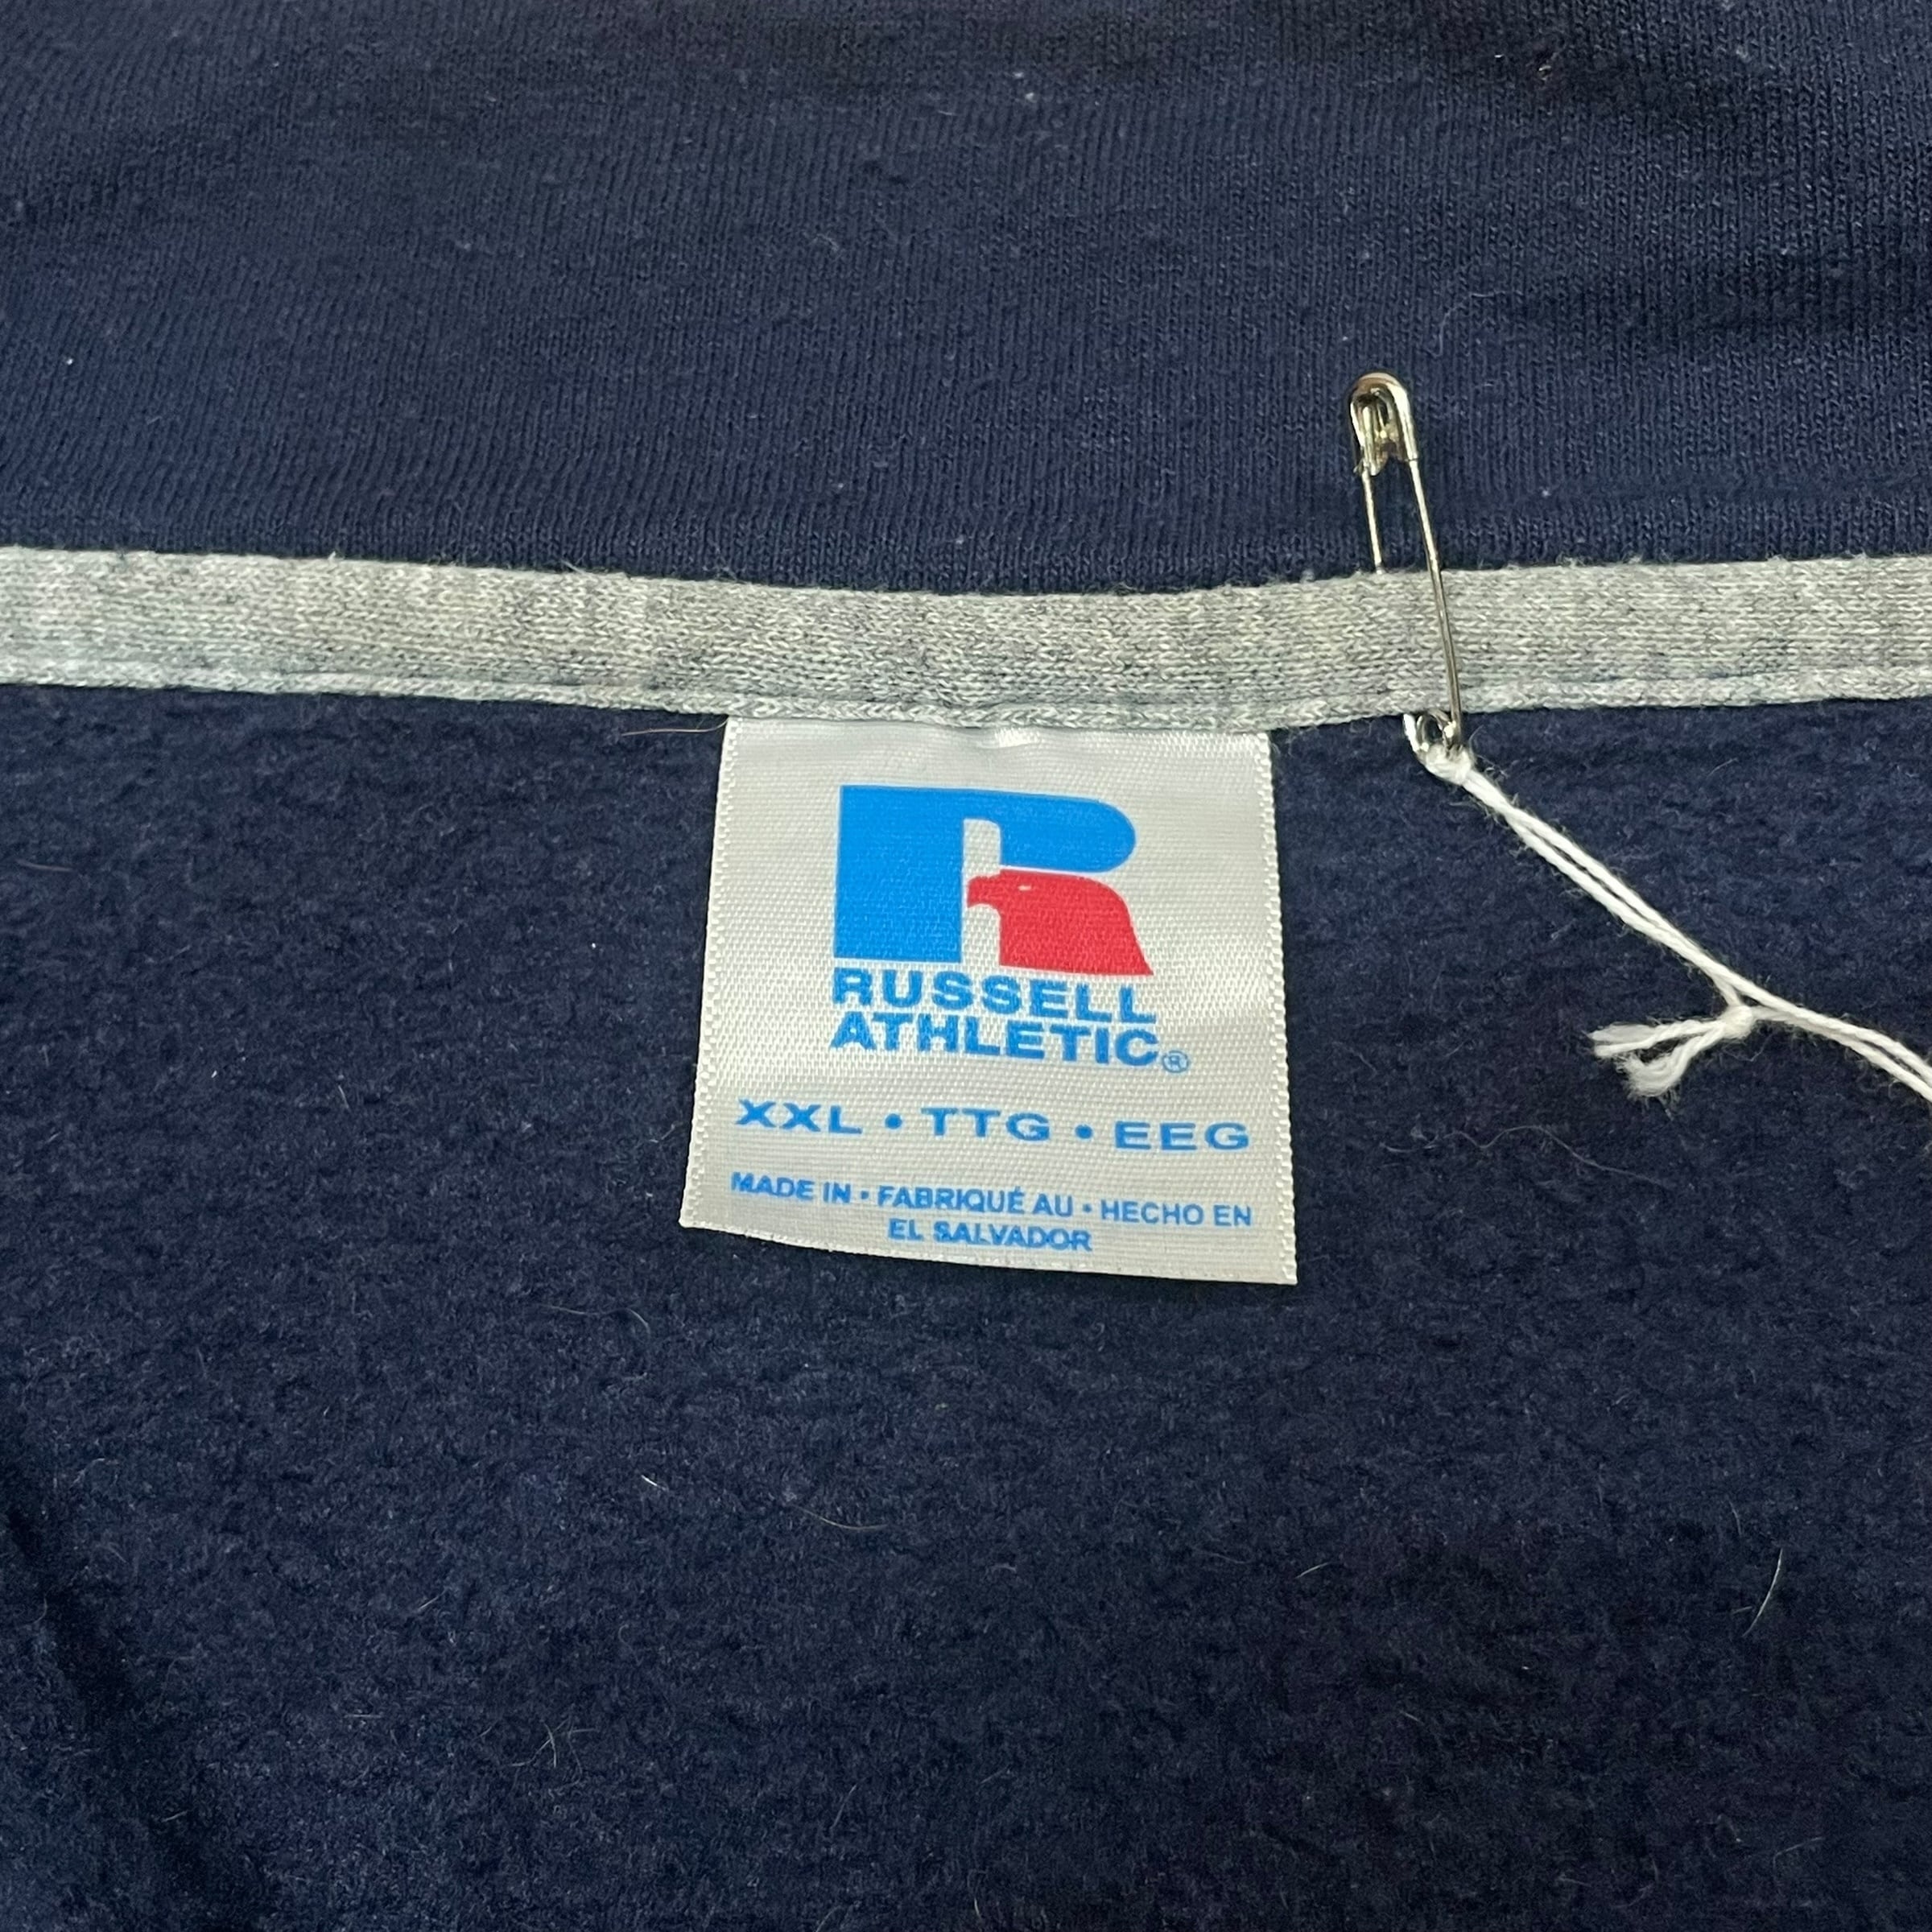 R
RUSSELL
ATHLETIC®
XXL • TTG • EEG
MADE IN • FABRIQUÉ AU • HECHO EN
EL SALVADOR